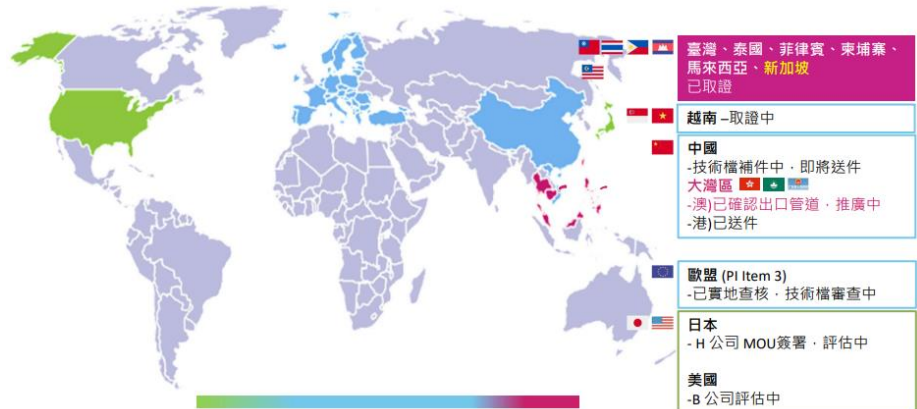 臺灣、泰國、菲律賓、柬埔寨、
馬來西亞、新加坡
已取證
越南 –取證中
中國
-技術檔補件中，即將送件
大灣區
-澳)已確認出口管道，推廣中
-港)已送件
歐盟 (PI Item 3)
-已實地查核，技術檔審查中
日本
- H 公司 MOU簽署，評估中
美國
-B 公司評估中